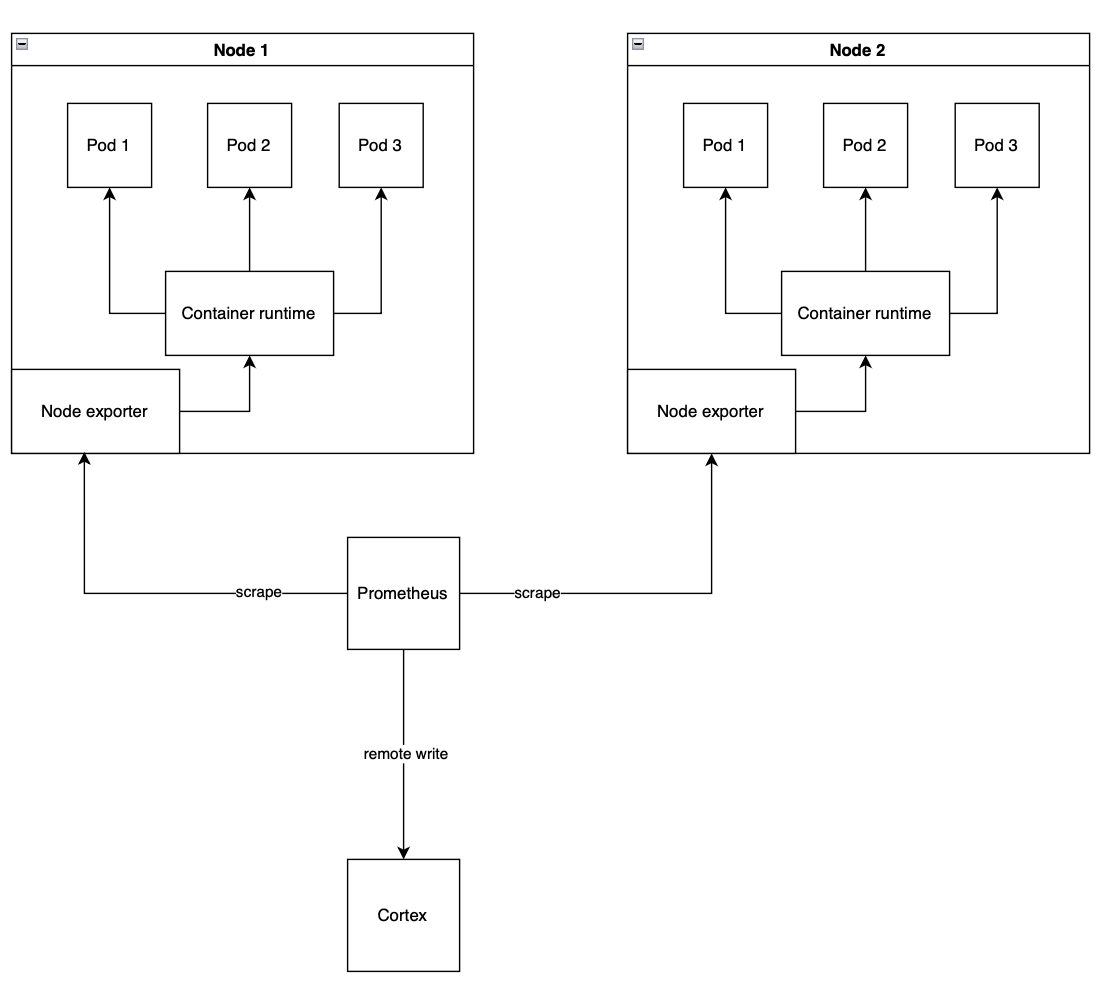 Node 1
Node 2
Pod 1
Pod 2
Pod 3
Pod 1
Pod 2
Pod 3
Container runtime
Container runtime
Node exporter
Node exporter
scrape
Prometheus
scrape
remote write
Cortex